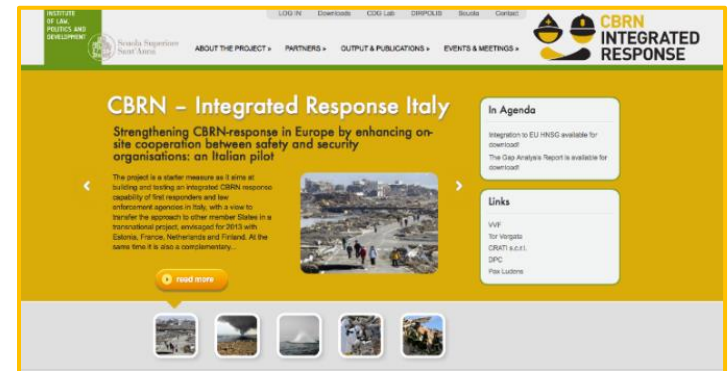 INSTITUTE
OF LAW,
POLITICS AND
DEVELOPMENT
Scuola Superiore
Sant'Anna
LOG IN Downloads CDG Lab DIRPOLIS Scuola Contact
ABOUT THE PROJECT » PARTNERS » OUTPUT & PUBLICATIONS » EVENTS & MEETINGS »
CBRN
INTEGRATED
RESPONSE
CBRN – Integrated Response Italy
Strengthening CBRN-response in Europe by enhancing on-
site cooperation between safety and security
organisations: an Italian pilot
The project is a starter measure as it aims at
building and testing an integrated CBRN response
capability of first responders and law
enforcement agencies in Italy, with a view to
transfer the approach to other member States in a
transnational project, envisaged for 2013 with
Estonia, France, Netherlands and Finland. At the
same time it is also a complementary...
read more
In Agenda
Integration to EU HNSG available for
download!
The Gap Analysis Report is available for
download!
Links
VVF
Tor Vergata
CRATI s.c.r.l.
DPC
Pax Ludens